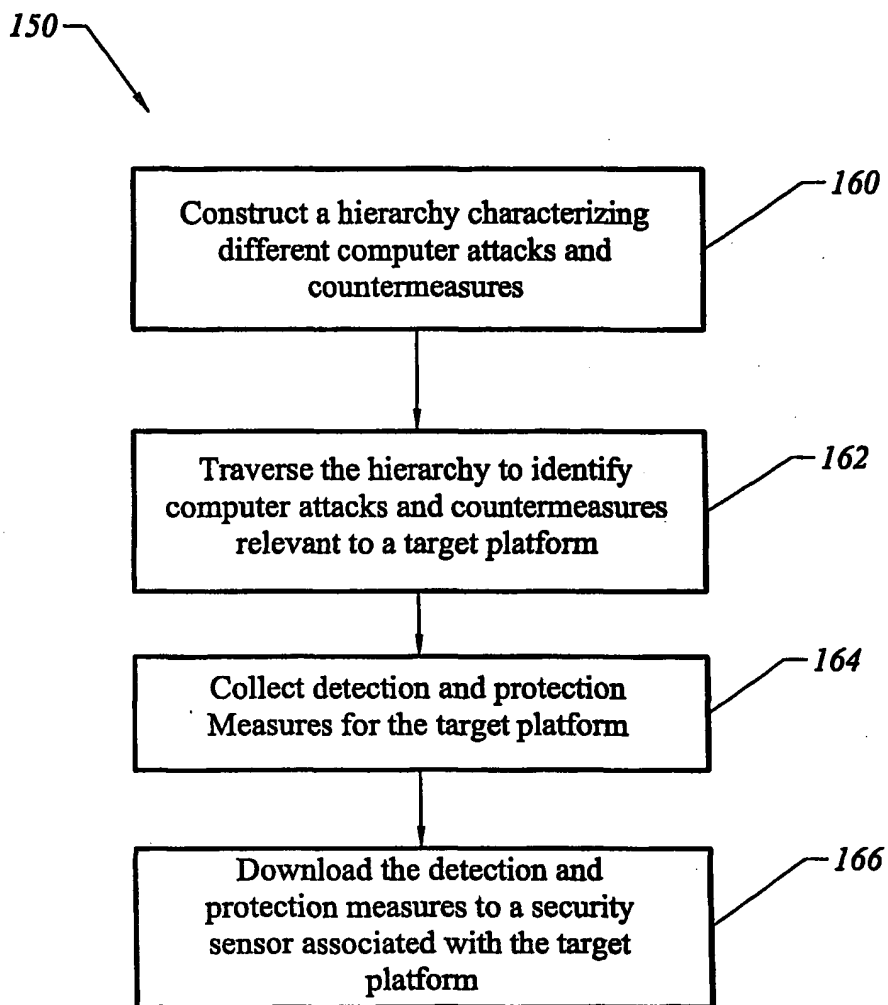 150
160
Construct a hierarchy characterizing
different computer attacks and
countermeasures
162
Traverse the hierarchy to identify
computer attacks and countermeasures
relevant to a target platform
164
Collect detection and protection
Measures for the target platform
166
Download the detection and
protection measures to a security
sensor associated with the target
platform